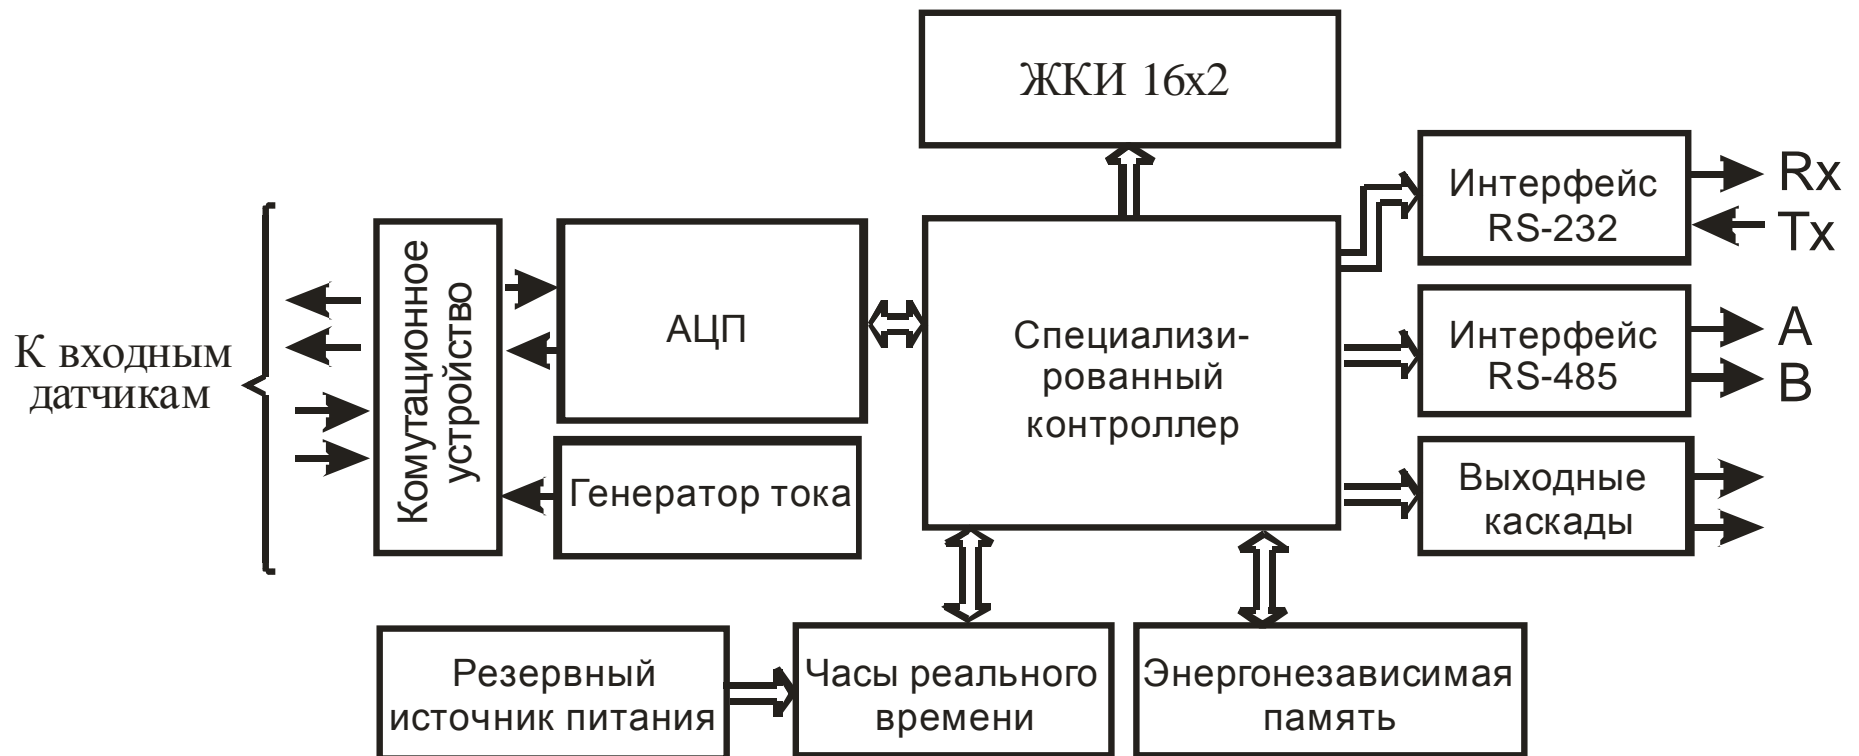 ЖКИ 16х2
Интерфейс
RS-232
Rx
Tx
К входным
датчикам
Комутационное
устройство
АЦП
Генератор тока
Специализи-
рованный
контроллер
Интерфейс
RS-485
A
B
Выходные
каскады
Резервный
источник питания
Часы реального
времени
Энергонезависимая
память